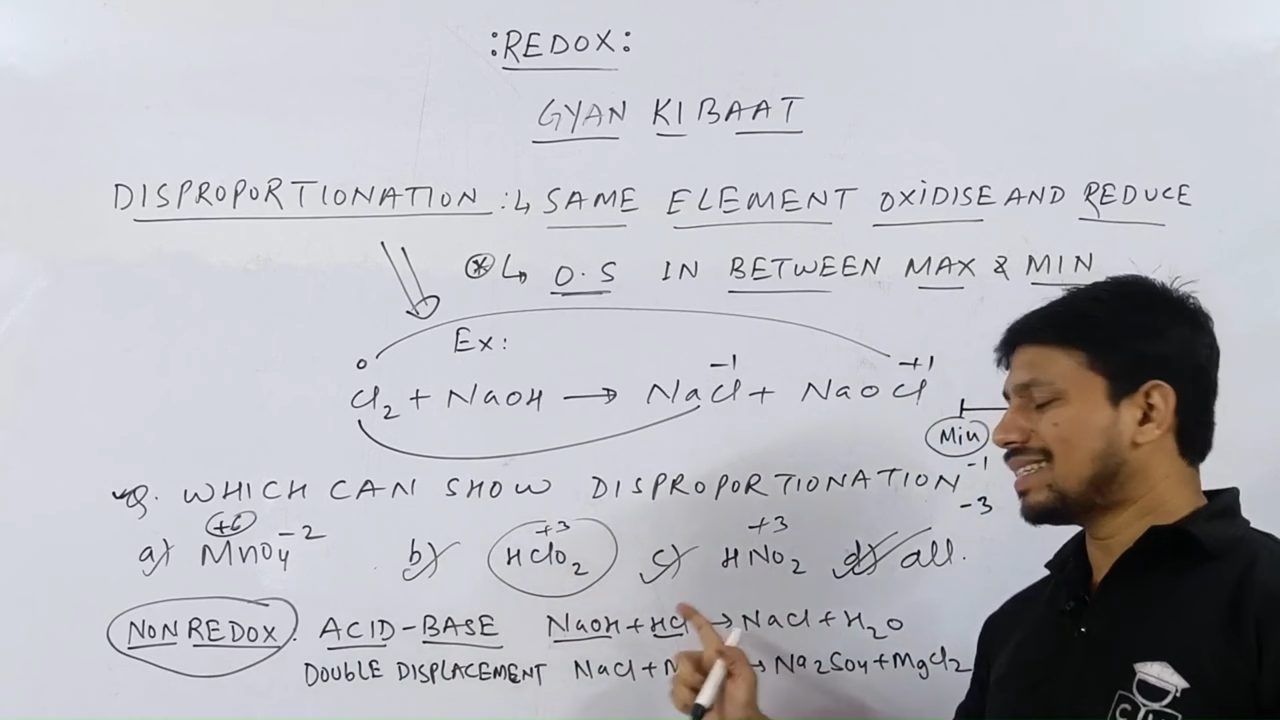 :REDOX:
GYAN KI BAAT
DISPROPORTIONATION :↳ SAME ELEMENT OXIDISE AND REDUCE
⊛↳ O.S IN BETWEEN MAX & MIN
Ex:
0 -1 +1
Cl2 + NaOH → NaCl + NaOCl
Min
Q. WHICH CAN SHOW DISPROPORTIONATION
-1
-3
+6 +3 +3
a) MnO4-2 b) HClO2 c) HNO2 d) all.
NON REDOX. ACID-BASE NaOH + HCl → NaCl + H2O
DOUBLE DISPLACEMENT NaCl + → Na2SO4 + MgCl2